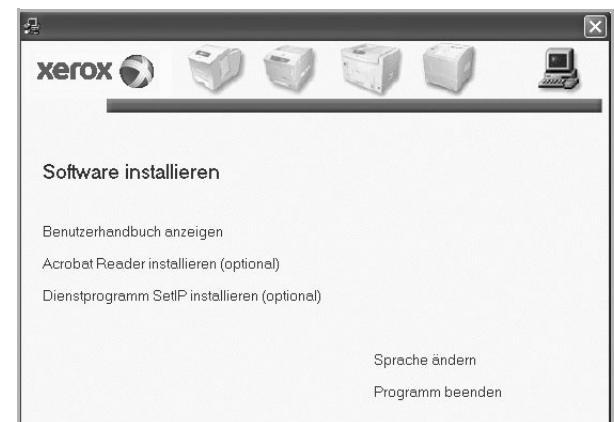 xerox
Software installieren
Benutzerhandbuch anzeigen
Acrobat Reader installieren (optional)
Dienstprogramm SetIP installieren (optional)
Sprache ändern
Programm beenden